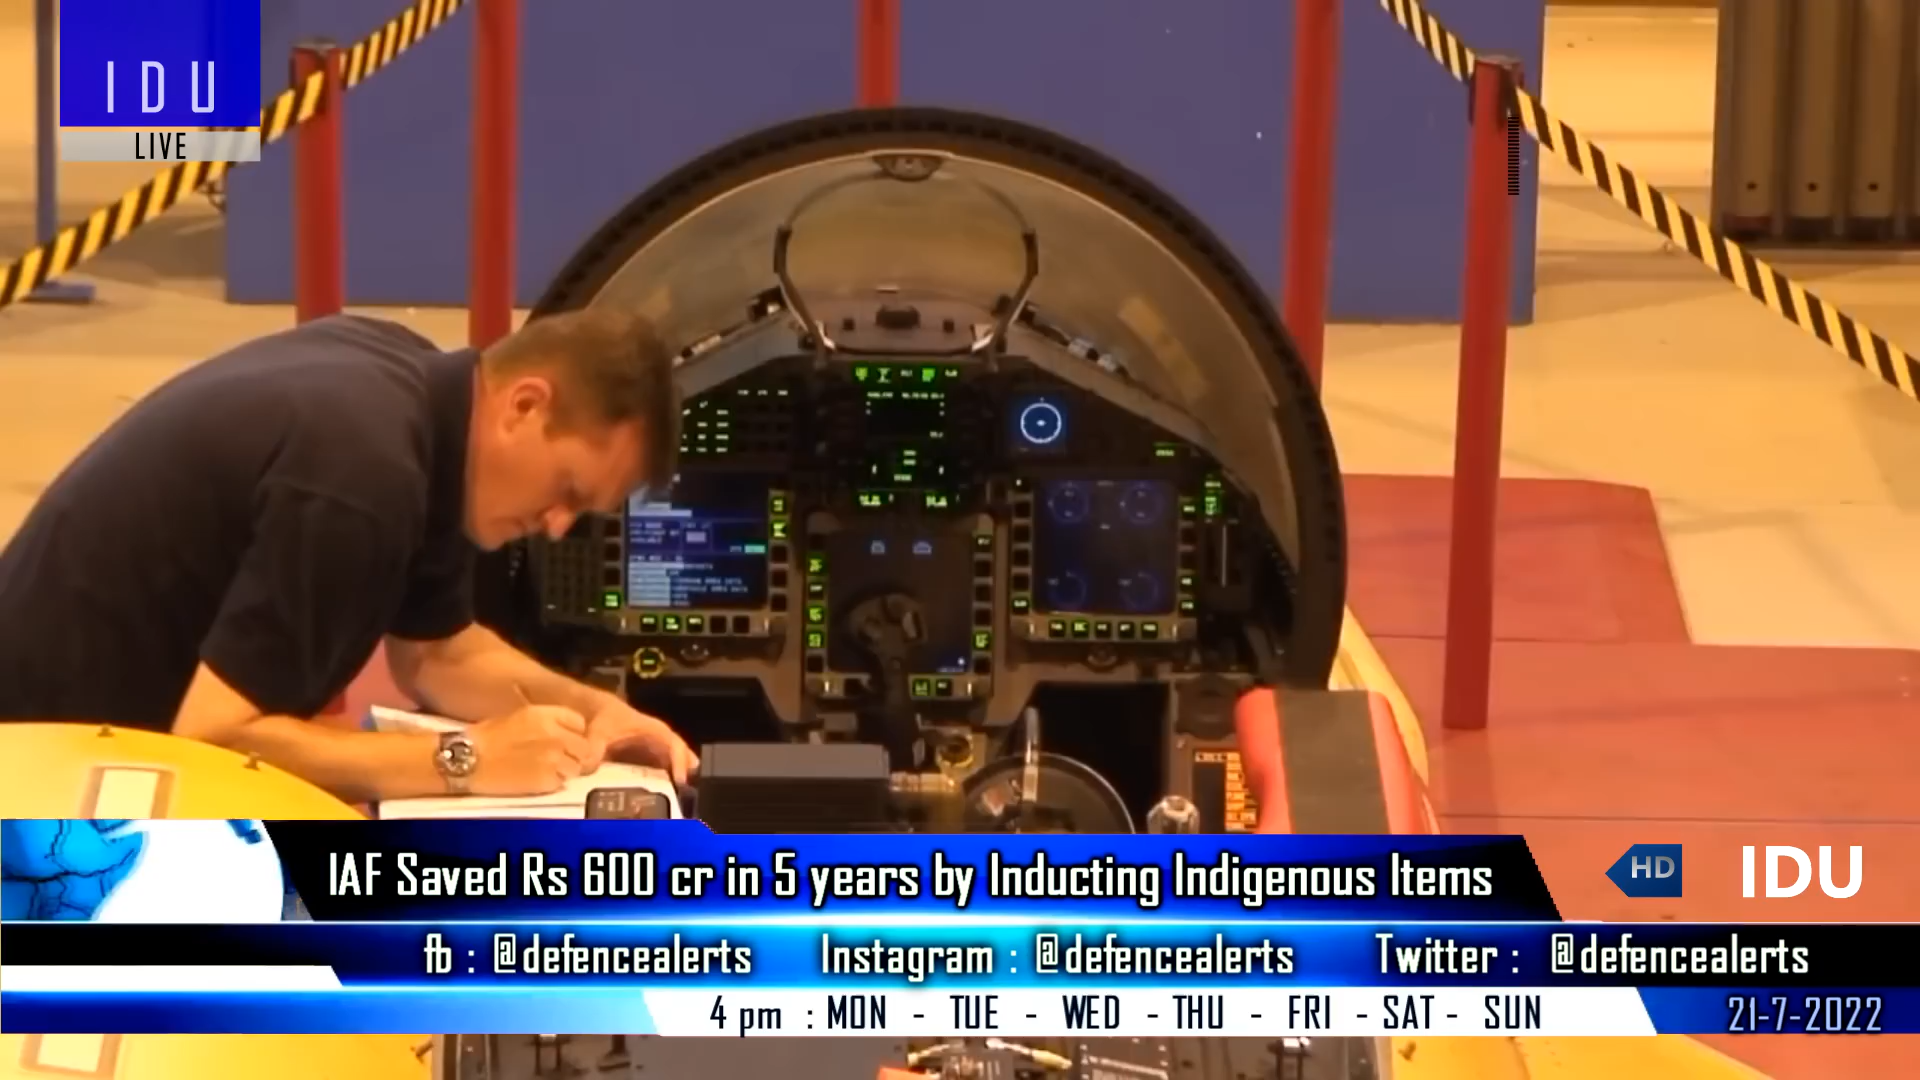 IDU
LIVE
IAF Saved Rs 600 cr in 5 years by Inducting Indigenous Items
HD IDU
fb : @defencealerts Instagram : @defencealerts Twitter : @defencealerts
4 pm : MON - TUE - WED - THU - FRI - SAT - SUN
21-7-2022